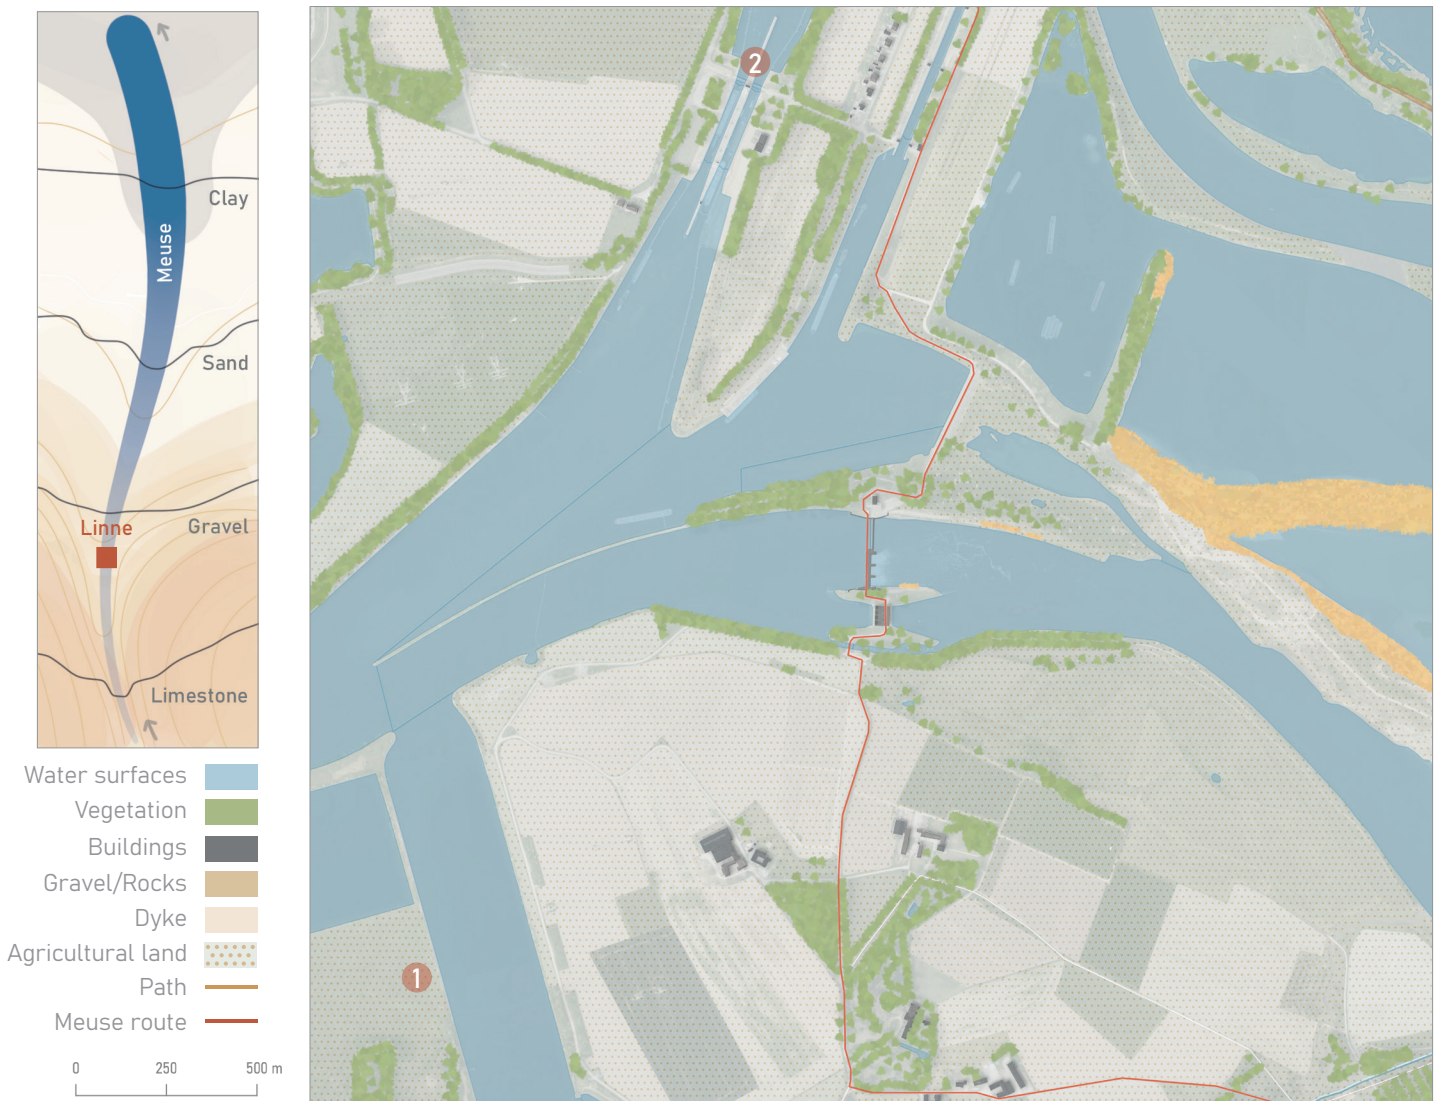 Clay
Meuse
Sand
Linne
Gravel
Limestone
Water surfaces
Vegetation
Buildings
Gravel/Rocks
Dyke
Agricultural land
Path
Meuse route
0 250 500 m
2
1